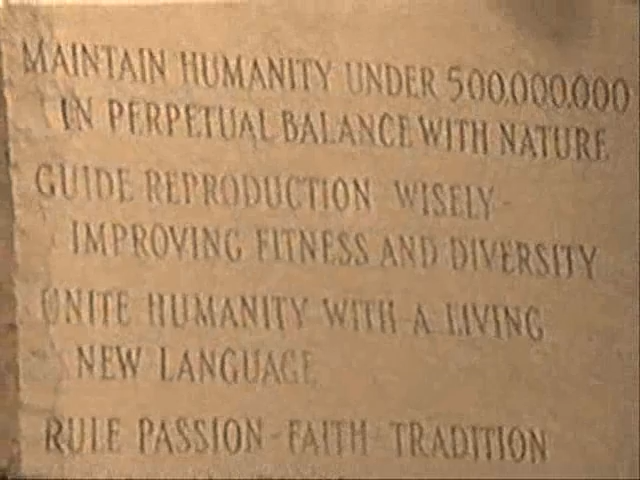 MAINTAIN HUMANITY UNDER 500,000,000
IN PERPETUAL BALANCE WITH NATURE
GUIDE REPRODUCTION WISELY-
IMPROVING FITNESS AND DIVERSITY
UNITE HUMANITY WITH A LIVING
NEW LANGUAGE
RULE PASSION-FAITH-TRADITION